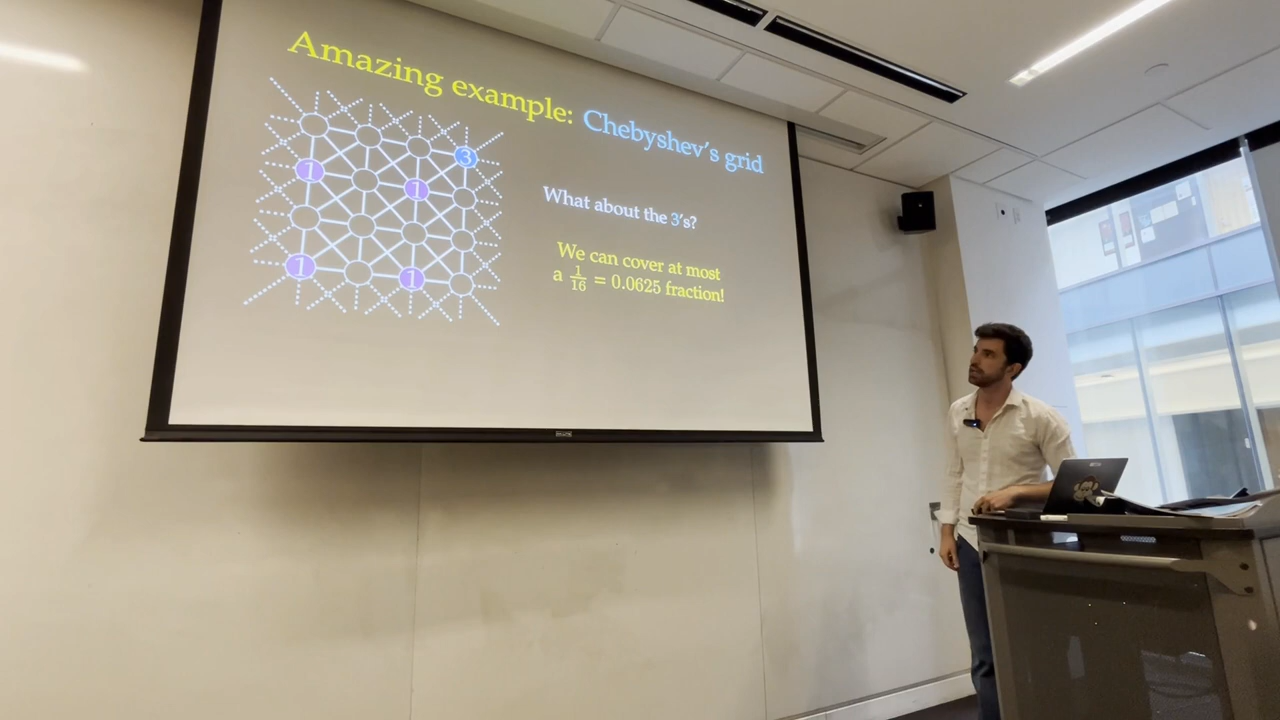 Amazing example: Chebyshev's grid
3
1
1
1
1
What about the 3's?
We can cover at most
a 1/16 = 0.0625 fraction!